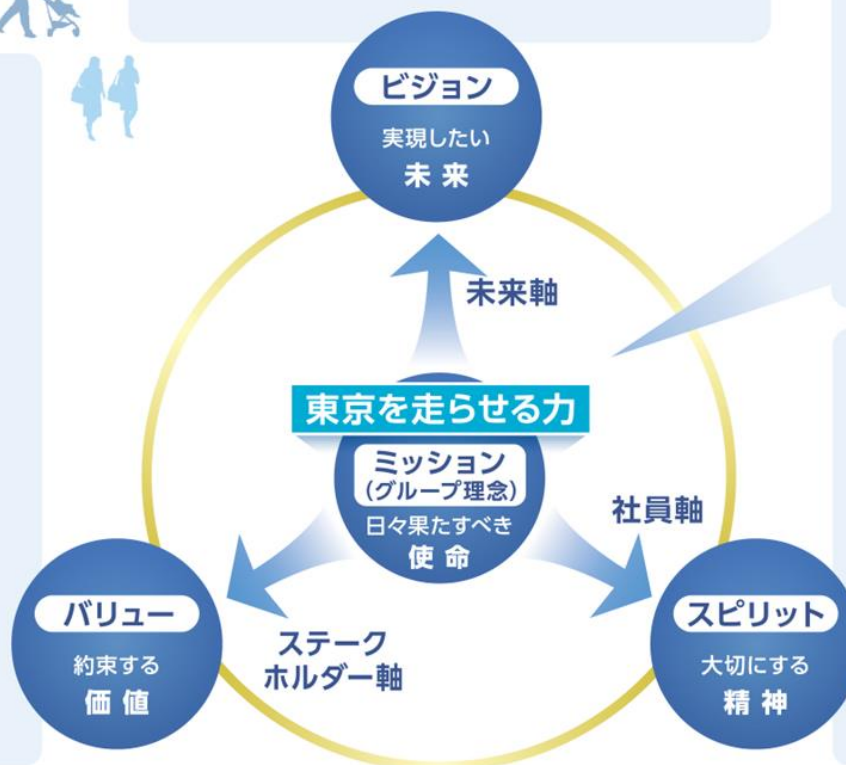 ビジョン
実現したい
未来
未来軸
東京を走らせる力
ミッション
(グループ理念)
日々果たすべき
使命
社員軸
バリュー
約束する
価値
ステーク
ホルダー軸
スピリット
大切にする
精神